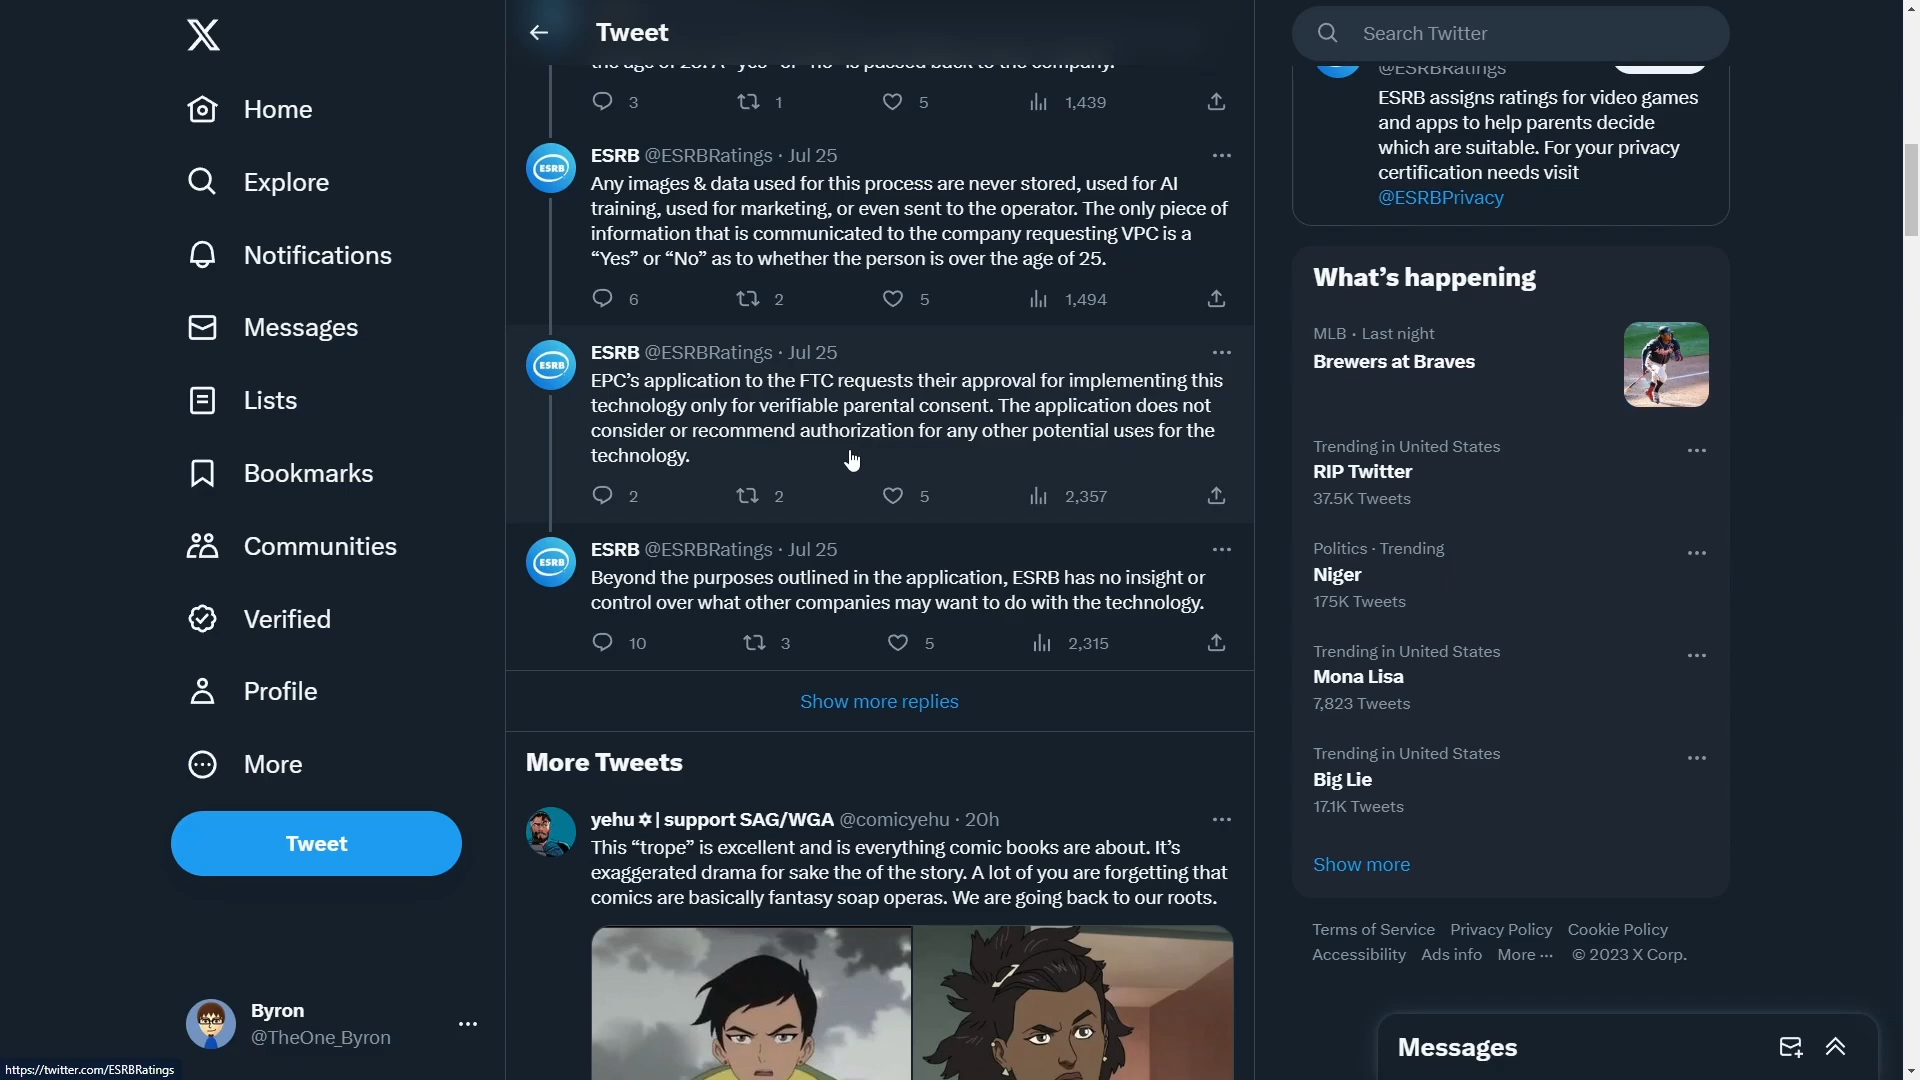 Home
Explore
Notifications
Messages
Lists
Bookmarks
Communities
Verified
Profile
More
Tweet
Byron
@TheOne_Byron
https://twitter.com/ESRBRatings
Tweet
the age of 25. A "yes" or "no" is passed back to the company.
3 1 5 1,439
ESRB @ESRBRatings · Jul 25
Any images & data used for this process are never stored, used for AI
training, used for marketing, or even sent to the operator. The only piece of
information that is communicated to the company requesting VPC is a
“Yes” or “No” as to whether the person is over the age of 25.
6 2 5 1,494
ESRB @ESRBRatings · Jul 25
EPC’s application to the FTC requests their approval for implementing this
technology only for verifiable parental consent. The application does not
consider or recommend authorization for any other potential uses for the
technology.
2 2 5 2,357
ESRB @ESRBRatings · Jul 25
Beyond the purposes outlined in the application, ESRB has no insight or
control over what other companies may want to do with the technology.
10 3 5 2,315
Show more replies
More Tweets
yehu ✡ | support SAG/WGA @comicyehu · 20h
This “trope” is excellent and is everything comic books are about. It’s
exaggerated drama for sake the of the story. A lot of you are forgetting that
comics are basically fantasy soap operas. We are going back to our roots.
Search Twitter
@ESRBRatings
ESRB assigns ratings for video games
and apps to help parents decide
which are suitable. For your privacy
certification needs visit
@ESRBPrivacy
What’s happening
MLB · Last night
Brewers at Braves
Trending in United States
RIP Twitter
37.5K Tweets
Politics · Trending
Niger
175K Tweets
Trending in United States
Mona Lisa
7,823 Tweets
Trending in United States
Big Lie
17.1K Tweets
Show more
Terms of Service Privacy Policy Cookie Policy
Accessibility Ads info More ··· © 2023 X Corp.
Messages